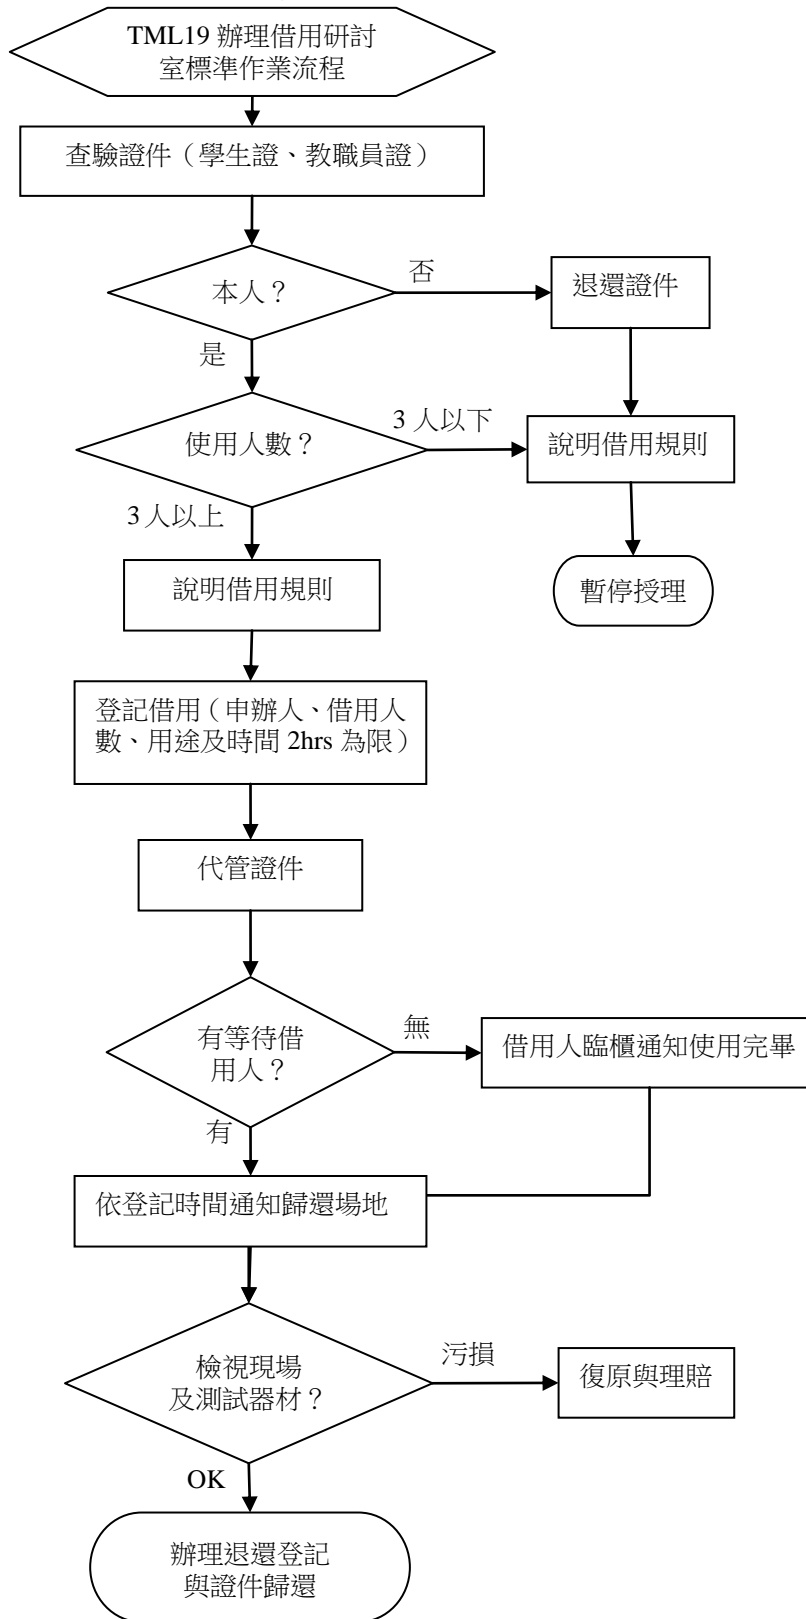 TML19 辦理借用研討
室標準作業流程
查驗證件（學生證、教職員證）
本人？
否
退還證件
是
使用人數？
3 人以下
說明借用規則
3 人以上
說明借用規則
暫停授理
登記借用（申辦人、借用人
數、用途及時間 2hrs 為限）
代管證件
有等待借
用人？
無
借用人臨櫃通知使用完畢
有
依登記時間通知歸還場地
檢視現場
及測試器材？
污損
復原與理賠
OK
辦理退還登記
與證件歸還